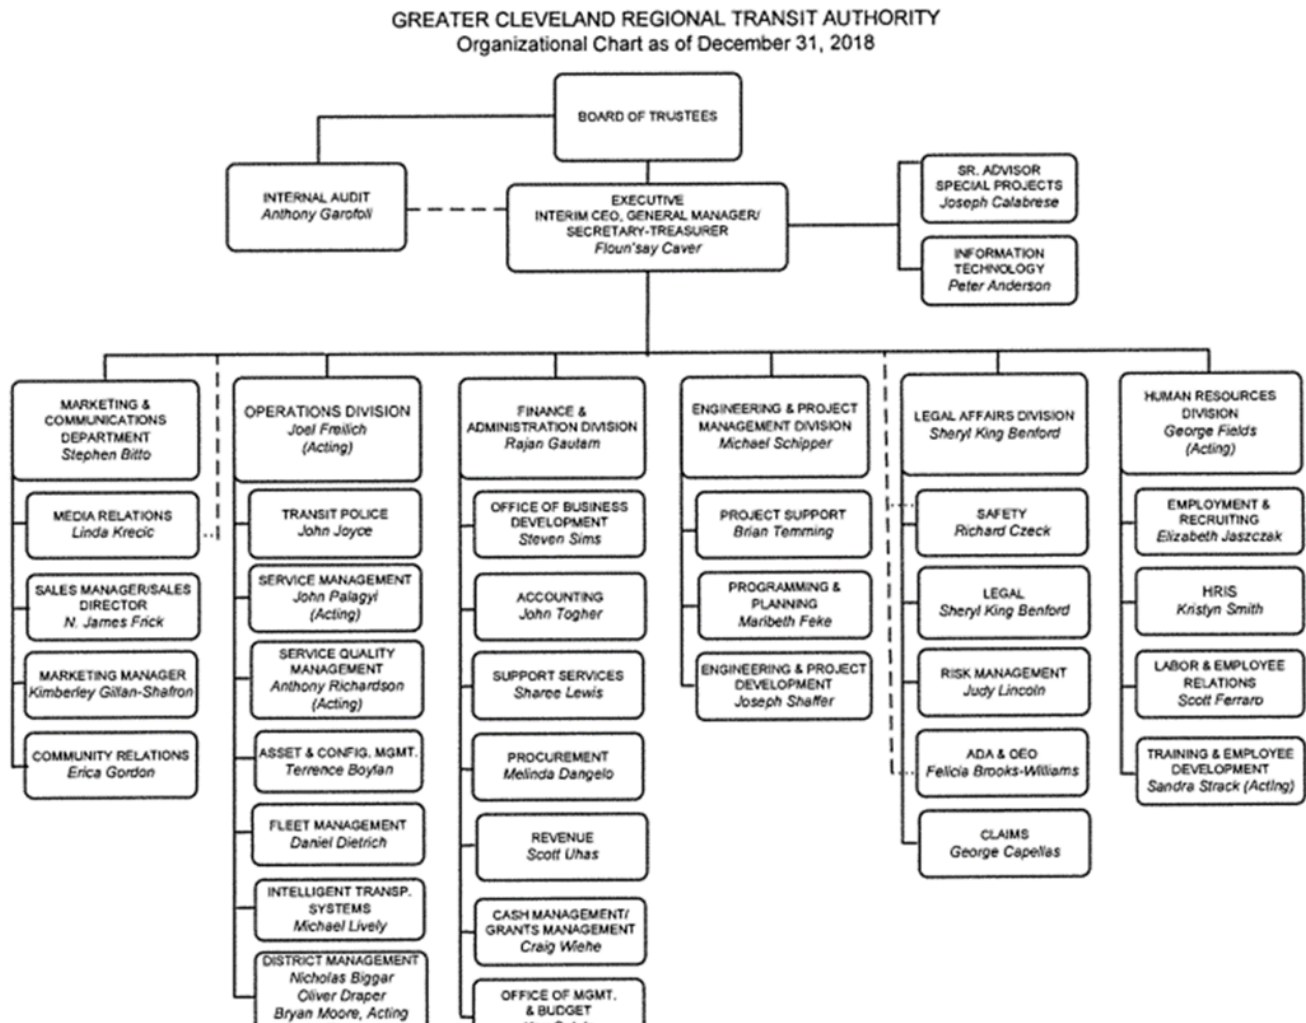 GREATER CLEVELAND REGIONAL TRANSIT AUTHORITY
Organizational Chart as of December 31, 2018
BOARD OF TRUSTEES
INTERNAL AUDIT
Anthony Garofoli
EXECUTIVE
INTERIM CEO, GENERAL MANAGER/
SECRETARY-TREASURER
Floun'say Caver
SR. ADVISOR
SPECIAL PROJECTS
Joseph Calabrese
INFORMATION
TECHNOLOGY
Peter Anderson
MARKETING &
COMMUNICATIONS
DEPARTMENT
Stephen Bitto
MEDIA RELATIONS
Linda Krecic
SALES MANAGER/SALES
DIRECTOR
N. James Frick
MARKETING MANAGER
Kimberley Gillan-Shafron
COMMUNITY RELATIONS
Erica Gordon
OPERATIONS DIVISION
Joel Freilich
(Acting)
TRANSIT POLICE
John Joyce
SERVICE MANAGEMENT
John Palagyi
(Acting)
SERVICE QUALITY
MANAGEMENT
Anthony Richardson
(Acting)
ASSET & CONFIG. MGMT.
Terrence Boylan
FLEET MANAGEMENT
Daniel Dietrich
INTELLIGENT TRANSP.
SYSTEMS
Michael Lively
DISTRICT MANAGEMENT
Nicholas Biggar
Oliver Draper
Bryan Moore, Acting
FINANCE &
ADMINISTRATION DIVISION
Rajan Gautam
OFFICE OF BUSINESS
DEVELOPMENT
Steven Sims
ACCOUNTING
John Togher
SUPPORT SERVICES
Sharee Lewis
PROCUREMENT
Melinda Dangelo
REVENUE
Scott Uhas
CASH MANAGEMENT/
GRANTS MANAGEMENT
Craig Wiehe
OFFICE OF MGMT.
& BUDGET
ENGINEERING & PROJECT
MANAGEMENT DIVISION
Michael Schipper
PROJECT SUPPORT
Brian Temming
PROGRAMMING &
PLANNING
Maribeth Feke
ENGINEERING & PROJECT
DEVELOPMENT
Joseph Shaffer
LEGAL AFFAIRS DIVISION
Sheryl King Benford
SAFETY
Richard Czeck
LEGAL
Sheryl King Benford
RISK MANAGEMENT
Judy Lincoln
ADA & OEO
Felicia Brooks-Williams
CLAIMS
George Capellas
HUMAN RESOURCES
DIVISION
George Fields
(Acting)
EMPLOYMENT &
RECRUITING
Elizabeth Jaszczak
HRIS
Kristyn Smith
LABOR & EMPLOYEE
RELATIONS
Scott Ferraro
TRAINING & EMPLOYEE
DEVELOPMENT
Sandra Strack (Acting)